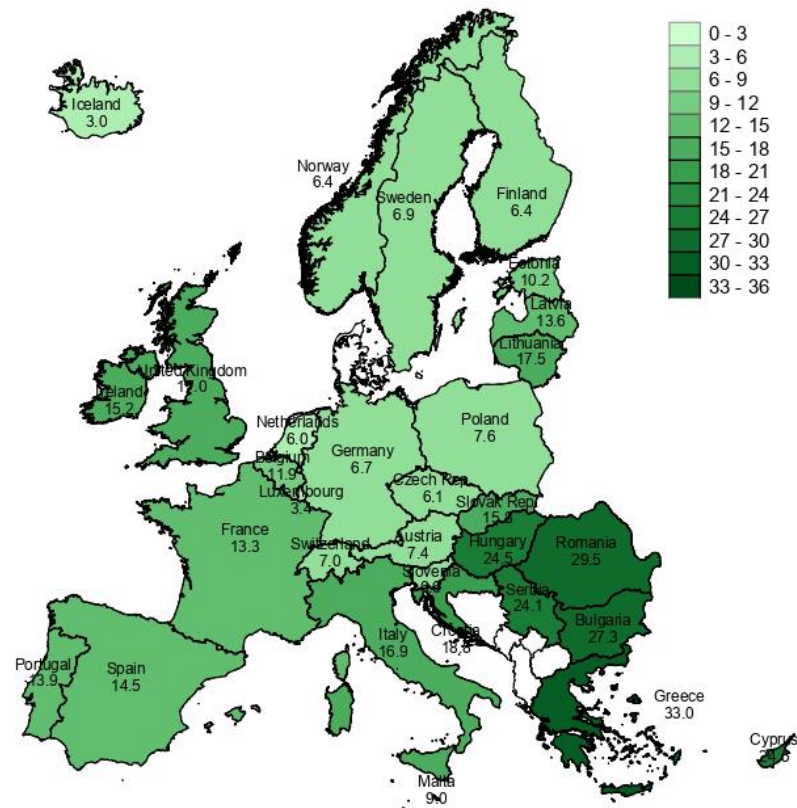 0 - 3
3 - 6
6 - 9
9 - 12
12 - 15
15 - 18
18 - 21
21 - 24
24 - 27
27 - 30
30 - 33
33 - 36
Iceland
3.0
Norway
6.4
Sweden
6.9
Finland
6.4
Estonia
10.2
Latvia
13.6
Lithuania
17.5
United Kingdom
Ireland
15.2
Netherlands
6.0
Belgium
11.9
Luxembourg
3.4
Germany
6.7
Poland
7.6
Czech Rep.
6.1
Slovak Rep.
France
13.3
Switzerland
7.0
Austria
7.4
Hungary
24.5
Romania
29.5
Slovenia
Serbia
24.1
Bulgaria
27.3
Italy
16.9
Croatia
18.8
Portugal
13.9
Spain
14.5
Greece
33.0
Cyprus
Malta
9.0